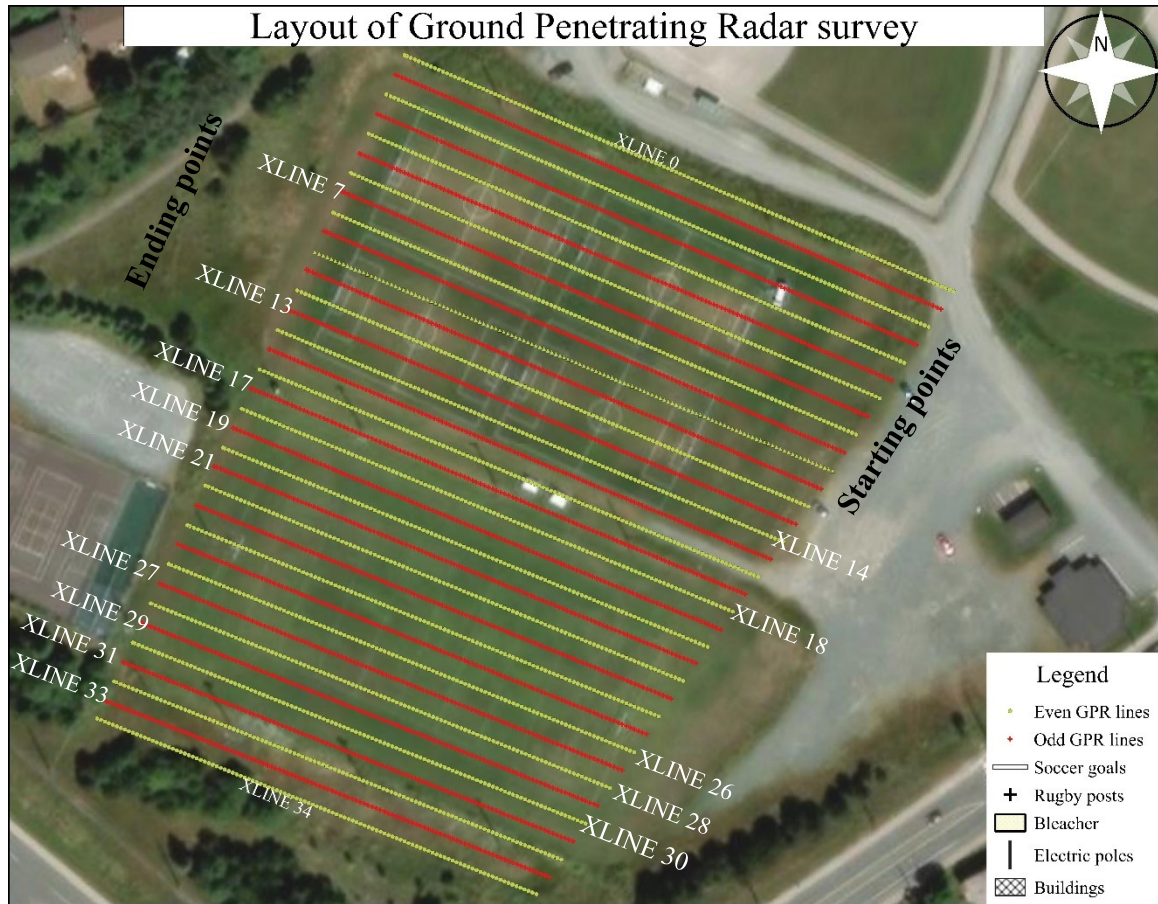 Layout of Ground Penetrating Radar survey
N
XLINE 0
Ending points
XLINE 7
XLINE 13
Starting points
XLINE 17
XLINE 19
XLINE 21
XLINE 14
XLINE 18
XLINE 27
XLINE 29
XLINE 31
XLINE 33
XLINE 26
XLINE 28
XLINE 30
XLINE 34
Legend
Even GPR lines
Odd GPR lines
Soccer goals
Rugby posts
Bleacher
Electric poles
Buildings